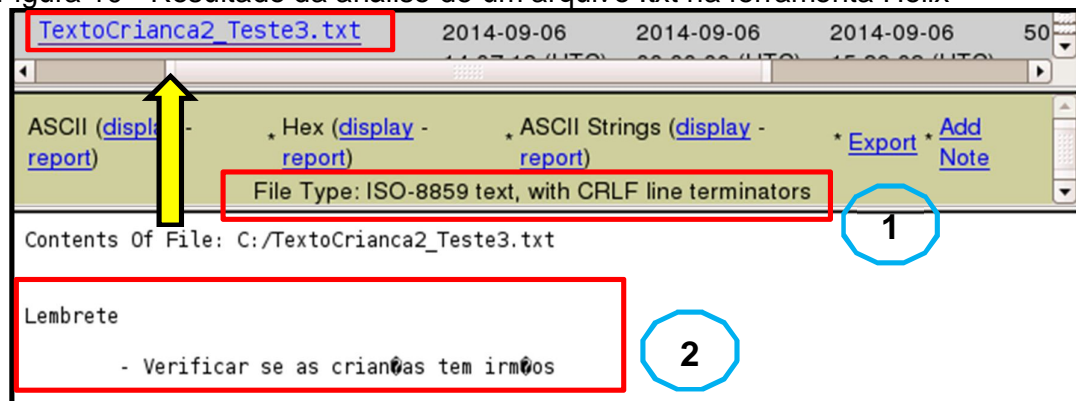 TextoCrianca2_Teste3.txt 2014-09-06 2014-09-06 2014-09-06 50
ASCII (display - * Hex (display - * ASCII Strings (display - * Export * Add
report) report) report) Note
File Type: ISO-8859 text, with CRLF line terminators
1
Contents Of File: C:/TextoCrianca2_Teste3.txt
Lembrete
- Verificar se as crian�as tem irm�os
2